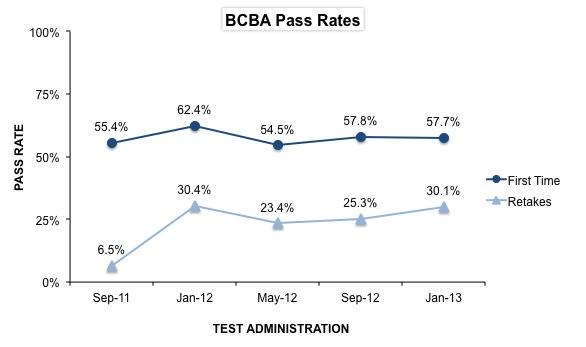 BCBA Pass Rates
100%
75%
50%
25%
0%
PASS RATE
55.4%
62.4%
54.5%
57.8%
57.7%
6.5%
30.4%
23.4%
25.3%
30.1%
First Time
Retakes
Sep-11
Jan-12
May-12
Sep-12
Jan-13
TEST ADMINISTRATION